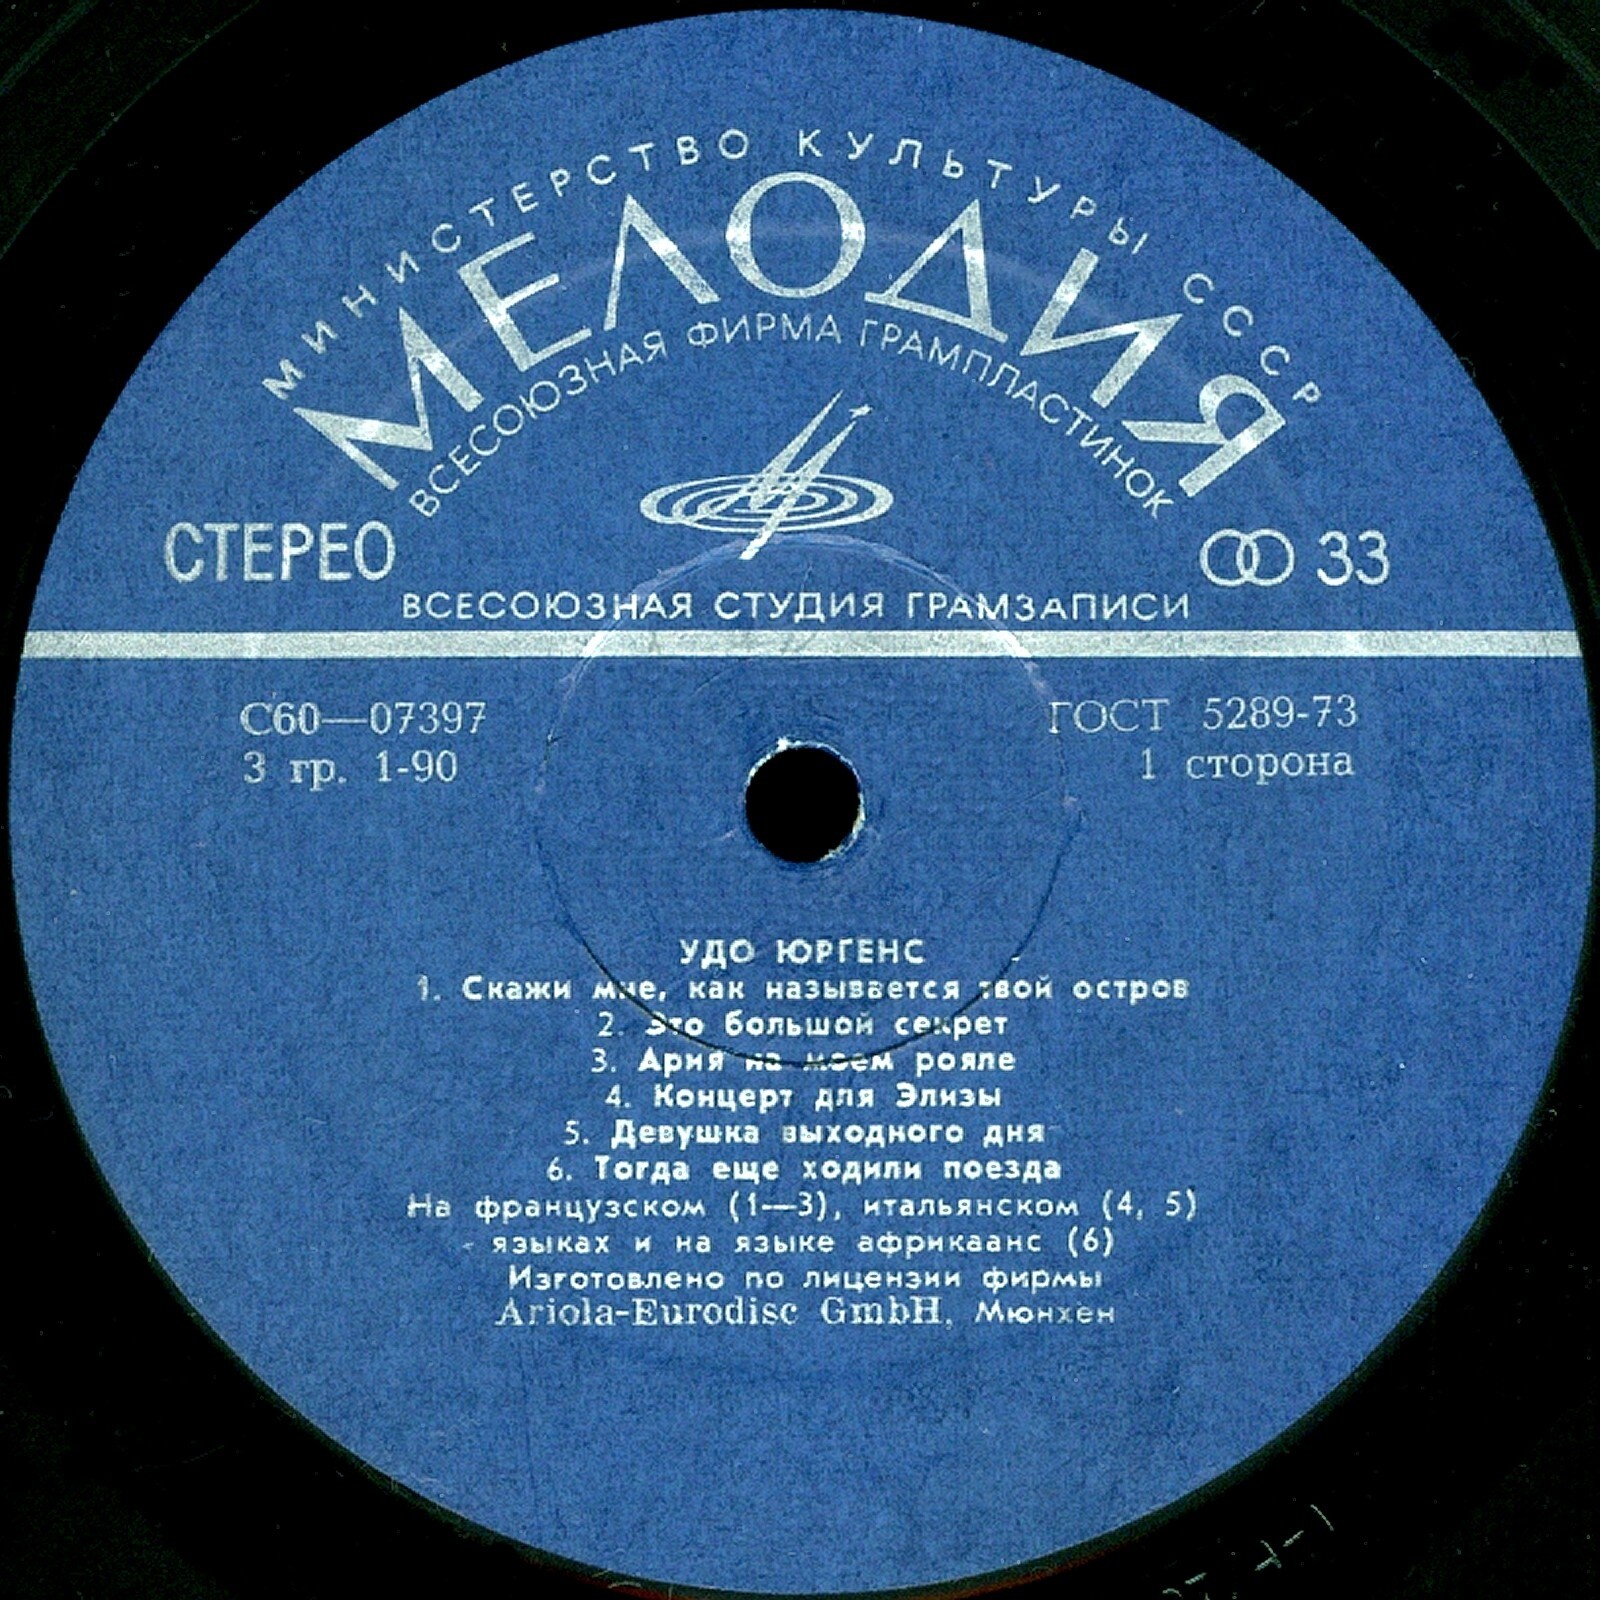 МИНИСТЕРСТВО КУЛЬТУРЫ СССР
МЕЛОДИЯ
ВСЕСОЮЗНАЯ ФИРМА ГРАМПЛАСТИНОК
СТЕРЕО
33
ВСЕСОЮЗНАЯ СТУДИЯ ГРАМЗАПИСИ
С60—07397
ГОСТ 5289-73
3 гр. 1-90
1 сторона
УДО ЮРГЕНС
1. Скажи мне, как называется твой остров
2. Это большой секрет
3. Ария на моем рояле
4. Концерт для Элизы
5. Девушка выходного дня
6. Тогда еще ходили поезда
На французском (1—3), итальянском (4, 5)
языках и на языке африкаанс (6)
Изготовлено по лицензии фирмы
Ariola-Eurodisc GmbH, Мюнхен